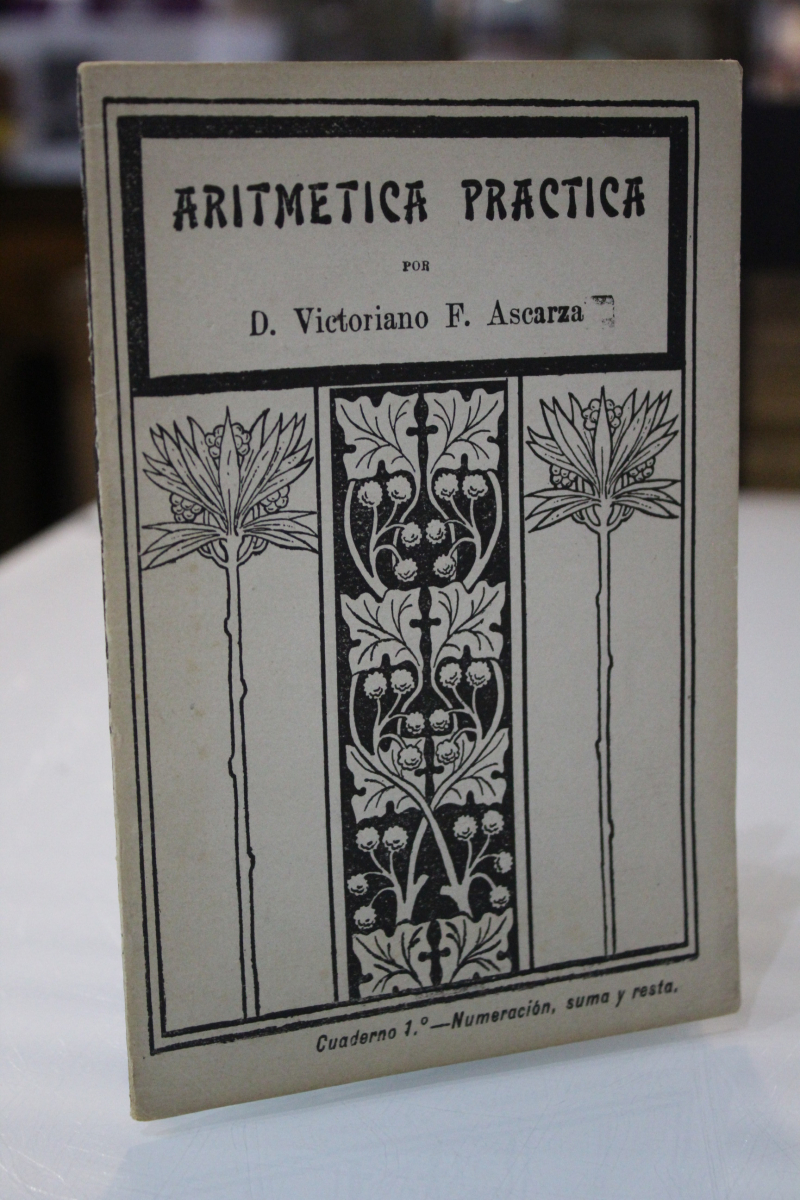 ARITMETICA PRACTICA
POR
D. Victoriano F. Ascarza
Cuaderno 1.º—Numeración, suma y resta.